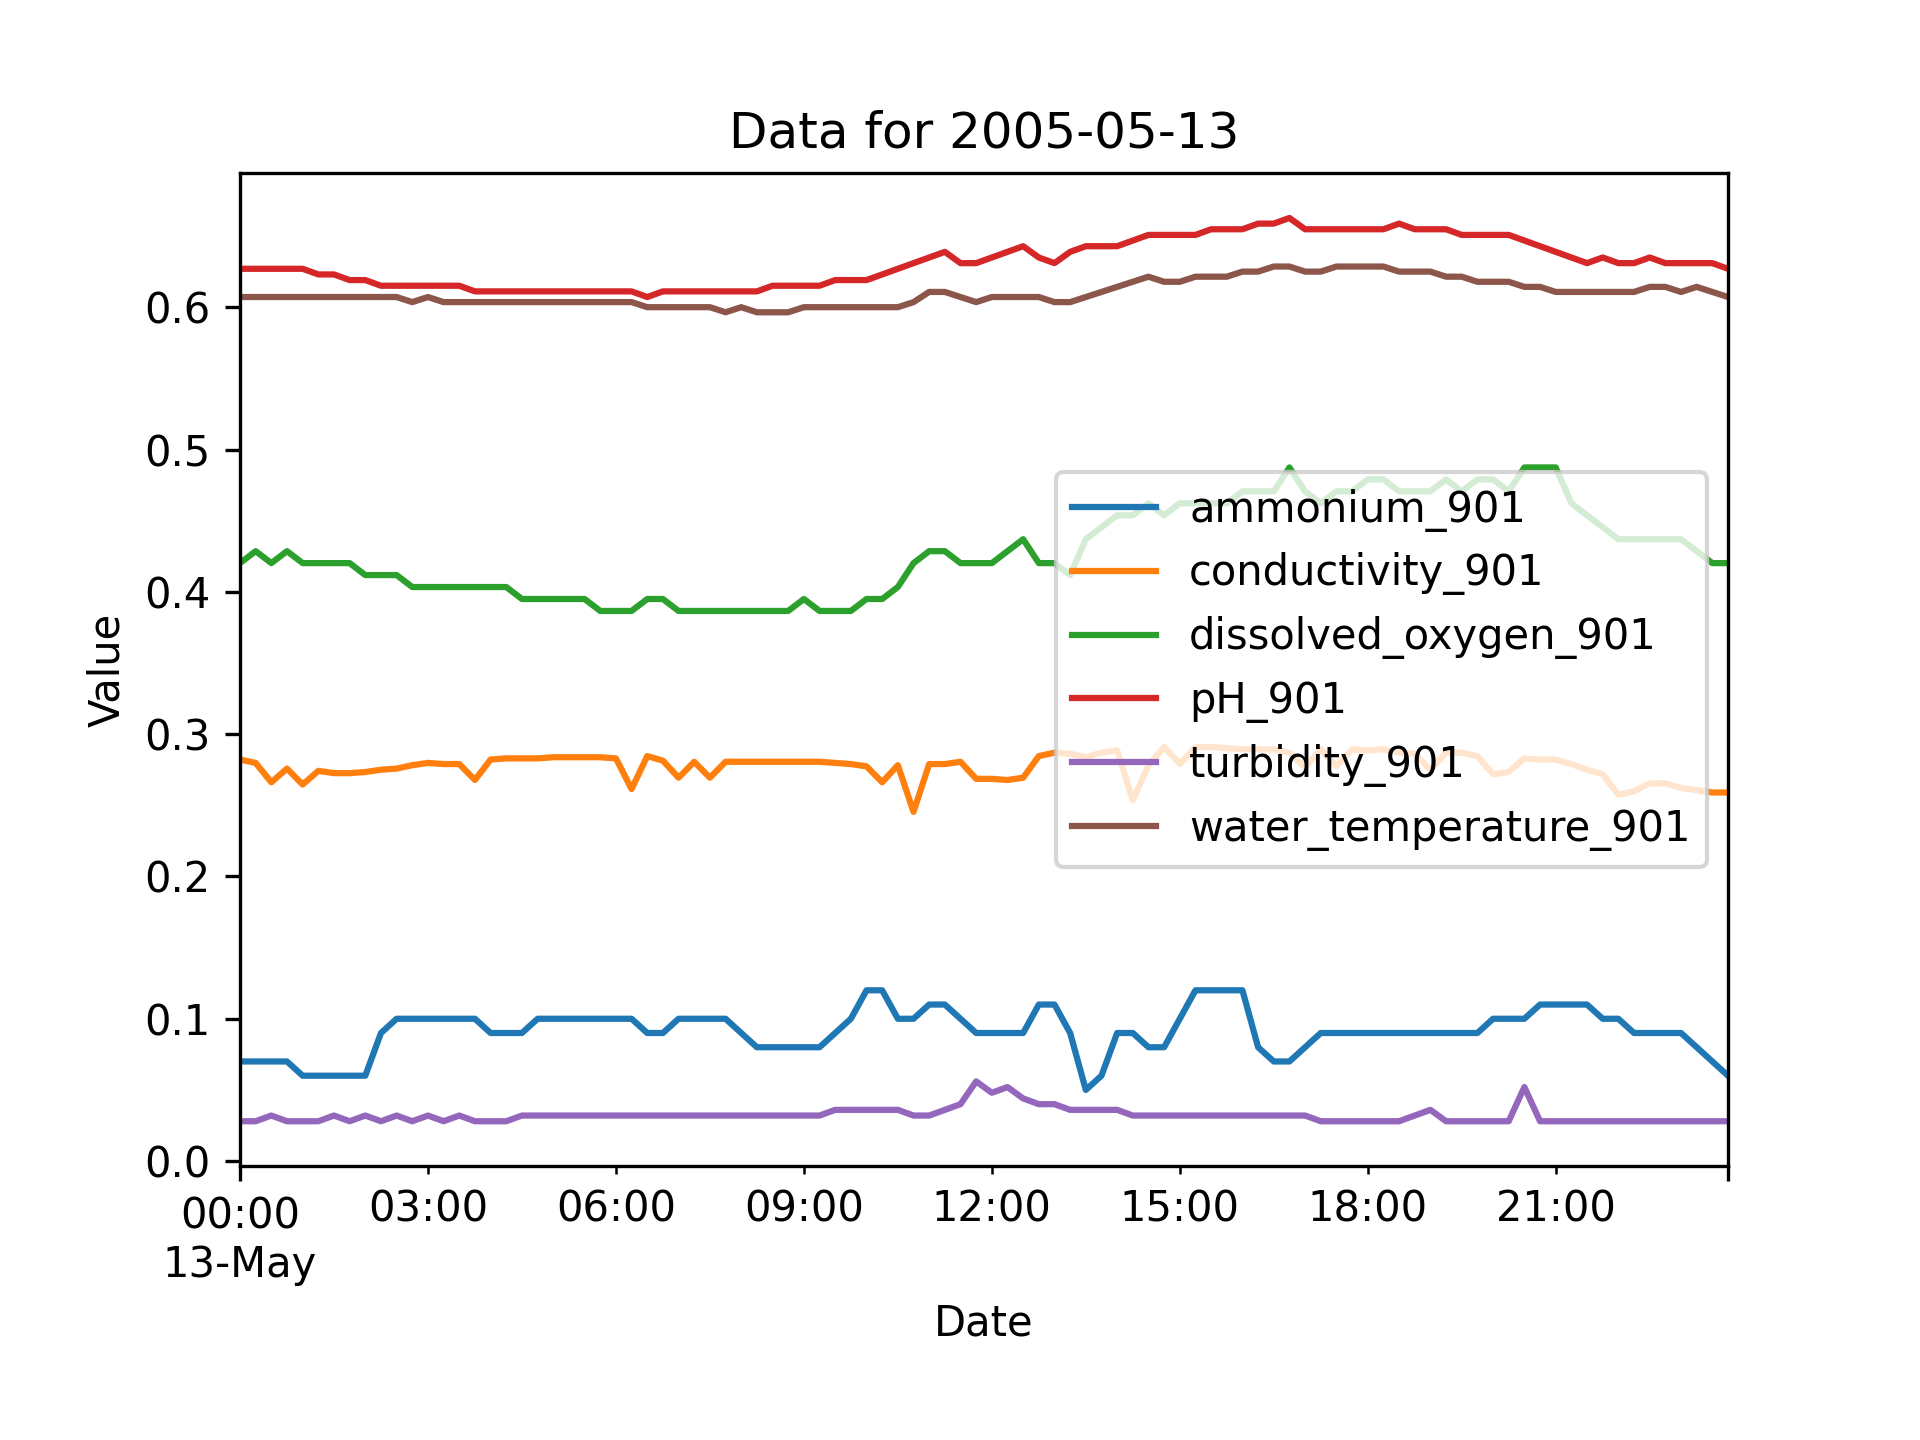 Data for 2005-05-13
Value
0.6
0.5
0.4
0.3
0.2
0.1
0.0
ammonium_901
conductivity_901
dissolved_oxygen_901
pH_901
turbidity_901
water_temperature_901
00:00 03:00 06:00 09:00 12:00 15:00 18:00 21:00
13-May
Date